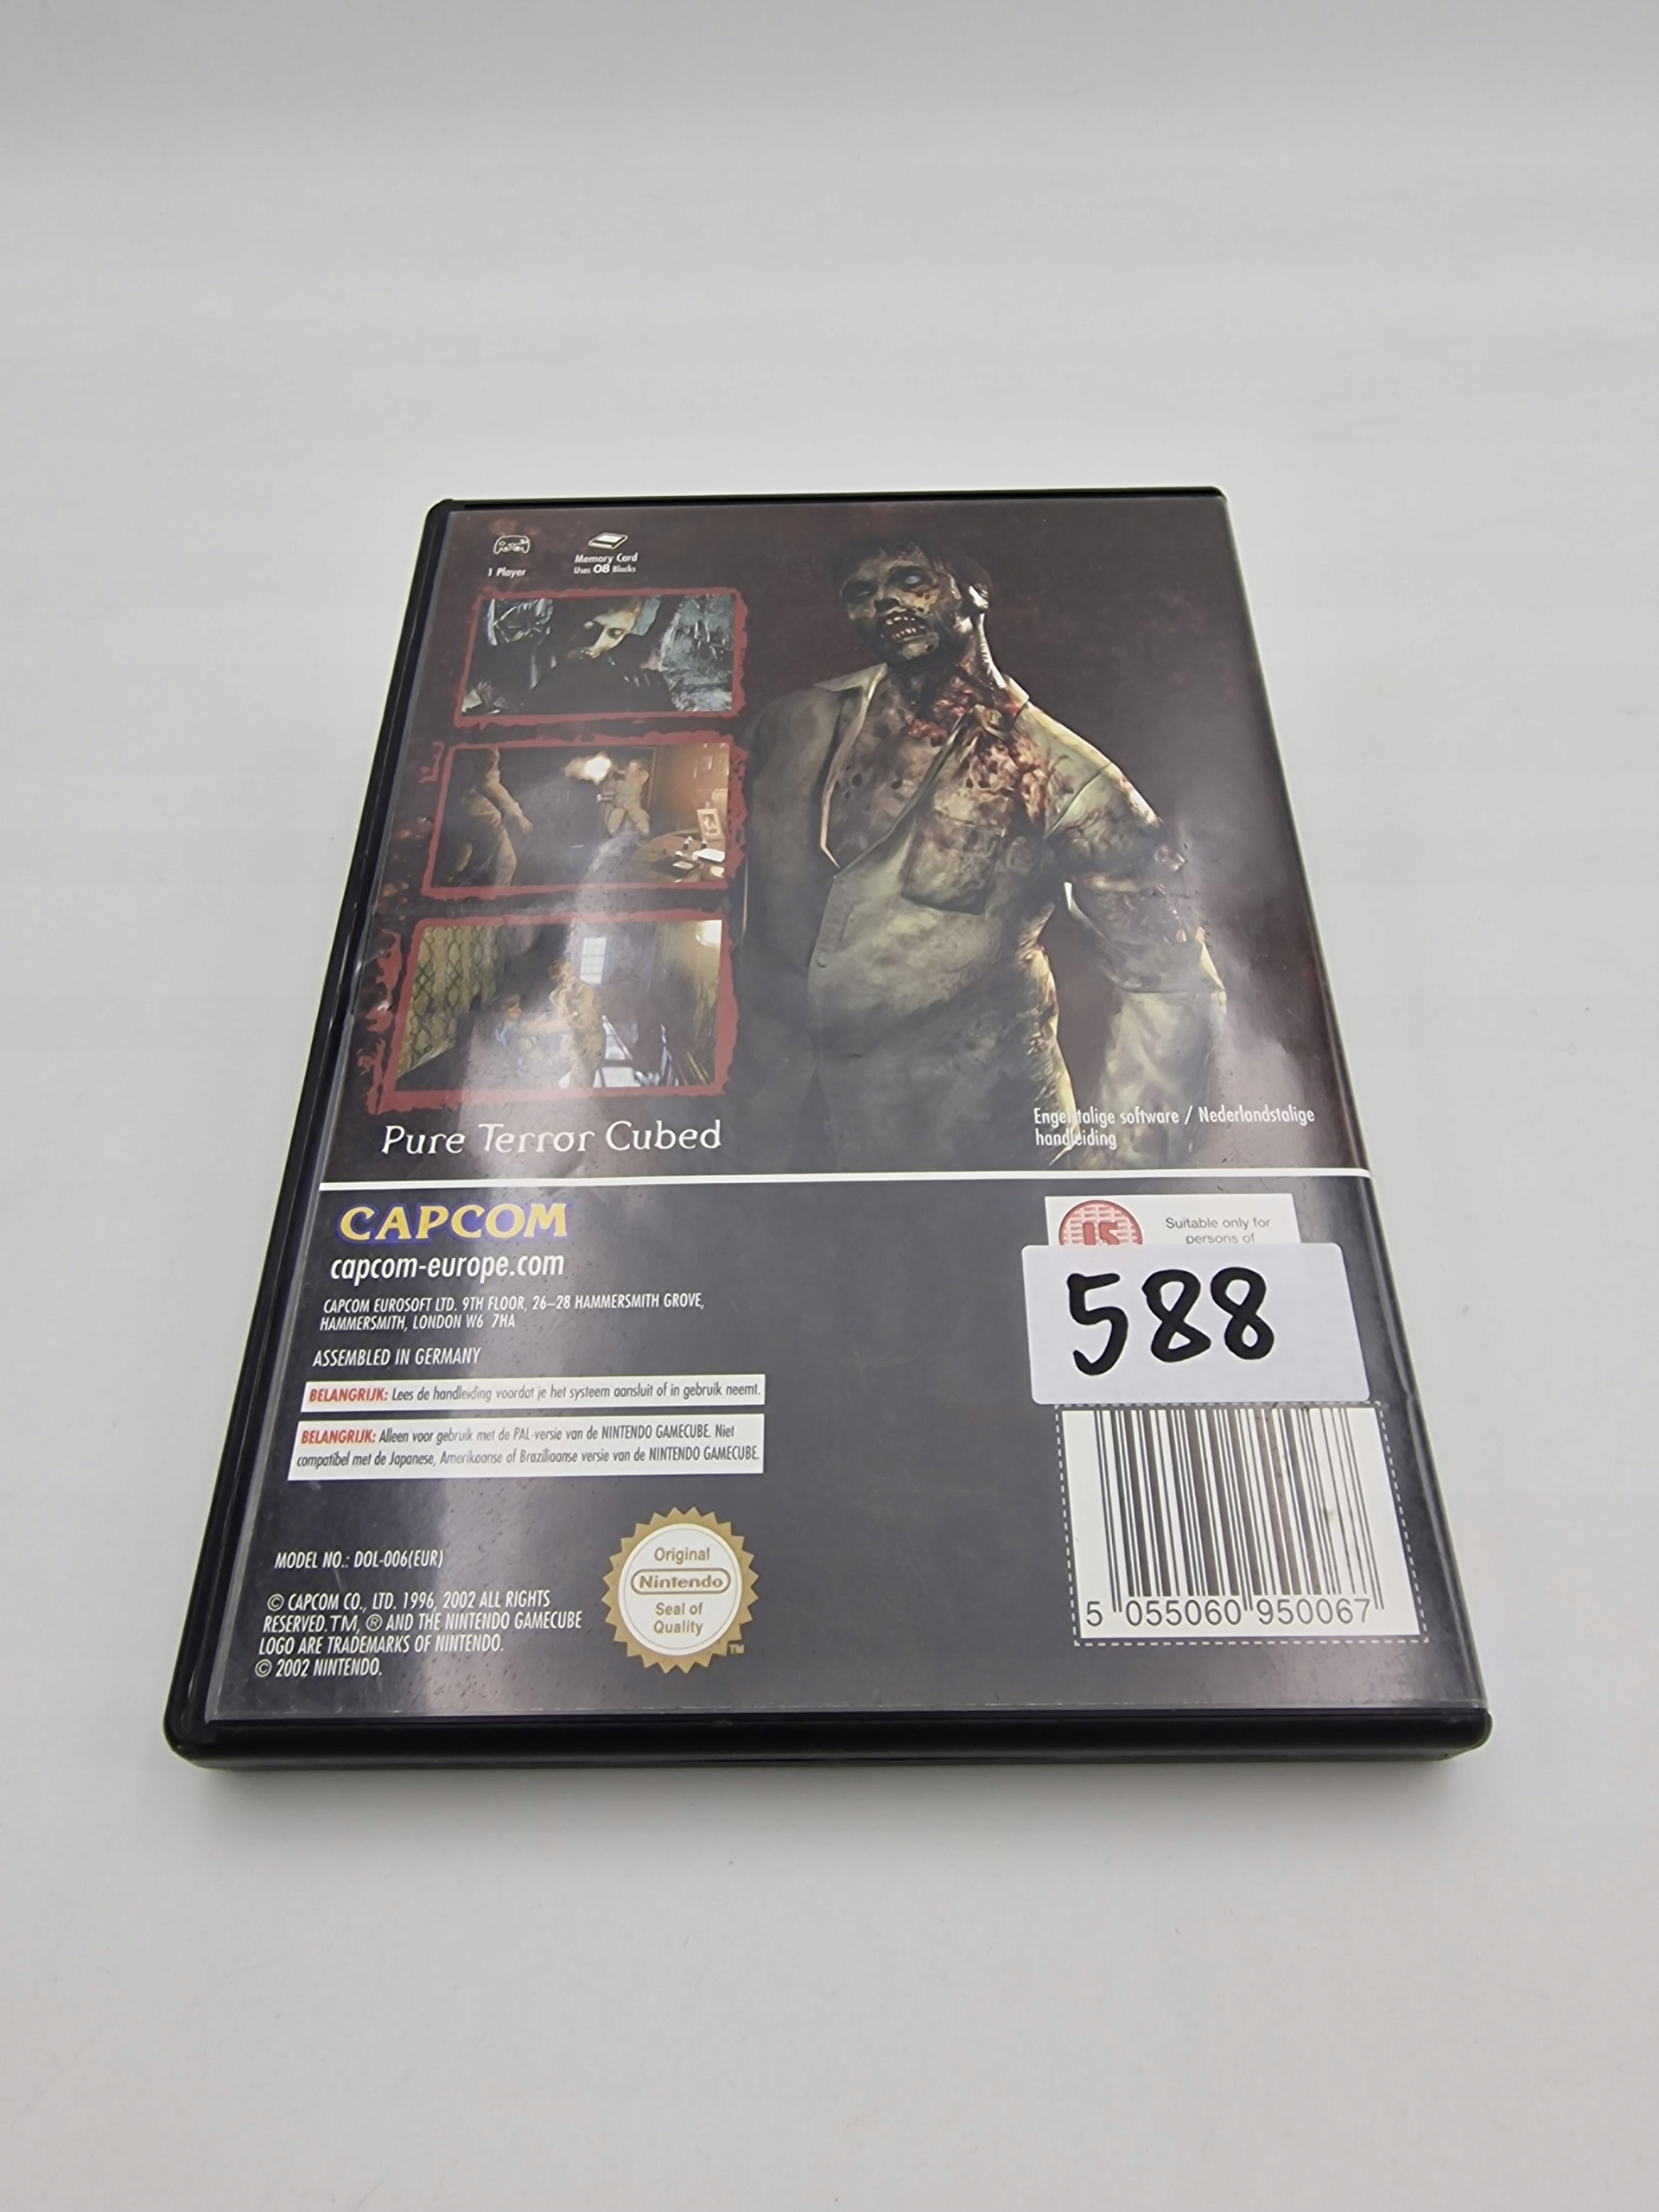 1 Player
Memory Card
Uses 08 Blocks
Pure Terror Cubed
Engelstalige software / Nederlandstalige
handleiding
CAPCOM
capcom-europe.com
CAPCOM EUROSOFT LTD. 9TH FLOOR, 26–28 HAMMERSMITH GROVE,
HAMMERSMITH, LONDON W6 7HA
ASSEMBLED IN GERMANY
BELANGRIJK: Lees de handleiding voordat je het systeem aansluit of in gebruik neemt.
BELANGRIJK: Alleen voor gebruik met de PAL-versie van de NINTENDO GAMECUBE. Niet
compatibel met de Japanese, Amerikaanse of Braziliaanse versie van de NINTENDO GAMECUBE.
15
Suitable only for
persons of
588
5 055060 950067
MODEL NO.: DOL-006(EUR)
© CAPCOM CO., LTD. 1996, 2002 ALL RIGHTS
RESERVED.TM, ® AND THE NINTENDO GAMECUBE
LOGO ARE TRADEMARKS OF NINTENDO.
© 2002 NINTENDO.
Original
Nintendo
Seal of
Quality
TM